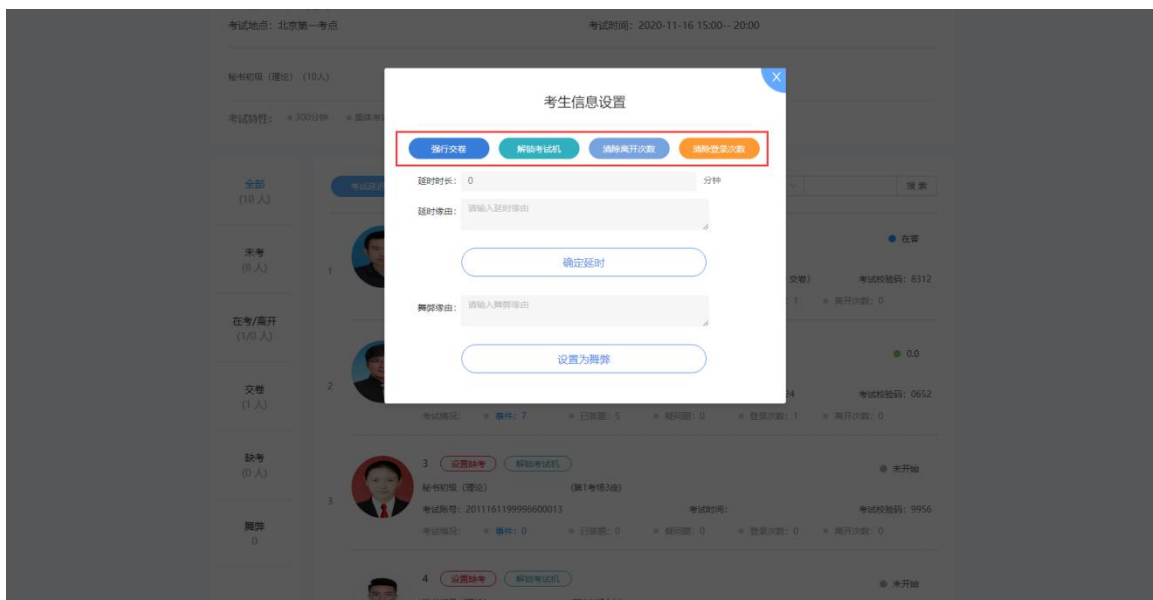 考试地点：北京第一考点 考试时间：2020-11-16 15:00-- 20:00
秘书初级（理论）（10人）
X
考生信息设置
考试特性： 300分钟
强行交卷 解锁考试机 清除离开次数 清除登录次数
全部
(10 人)
延时时长： 0 分钟
搜 索
延时缘由： 请输入延时缘由
在答
未考
(8 人)
1
确定延时
交卷） 考试校验码：8312
舞弊缘由： 请输入舞弊缘由
: 1 离开次数：0
在考/离开
(1/0 人)
设置为舞弊
0.0
交卷
(1 人)
2
24 考试校验码：0652
考试情况： 事件：7 已答题：5 疑问题：0 登录次数：1 离开次数：0
缺考
(0 人)
3 设置缺考 解锁考试机
未开始
秘书初级（理论） (第1考场3座)
3
考试账号：2011161199996600013 考试时间： 考试校验码：9956
考试情况： 事件：0 已答题：0 疑问题：0 登录次数：0 离开次数：0
舞弊
0
4 设置缺考 解锁考试机
未开始